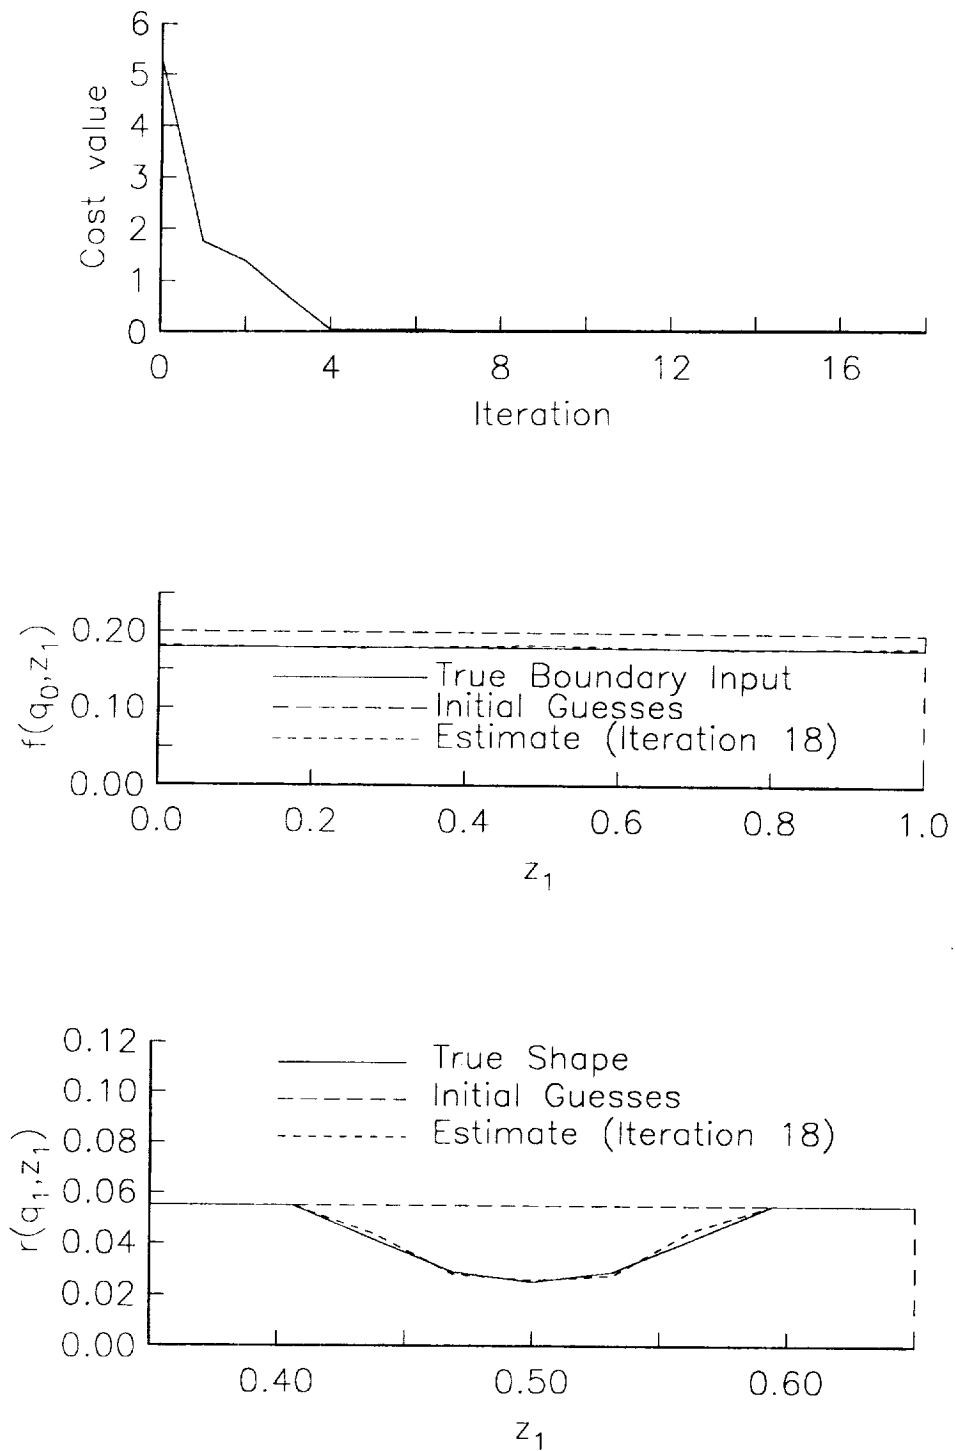 6
5
4
3
2
1
0
Cost value
0 4 8 12 16
Iteration
0.20
0.10
0.00
f(q0,z1)
True Boundary Input
Initial Guesses
Estimate (Iteration 18)
0.0 0.2 0.4 0.6 0.8 1.0
z1
0.12
0.10
0.08
0.06
0.04
0.02
0.00
r(q1,z1)
True Shape
Initial Guesses
Estimate (Iteration 18)
0.40 0.50 0.60
z1